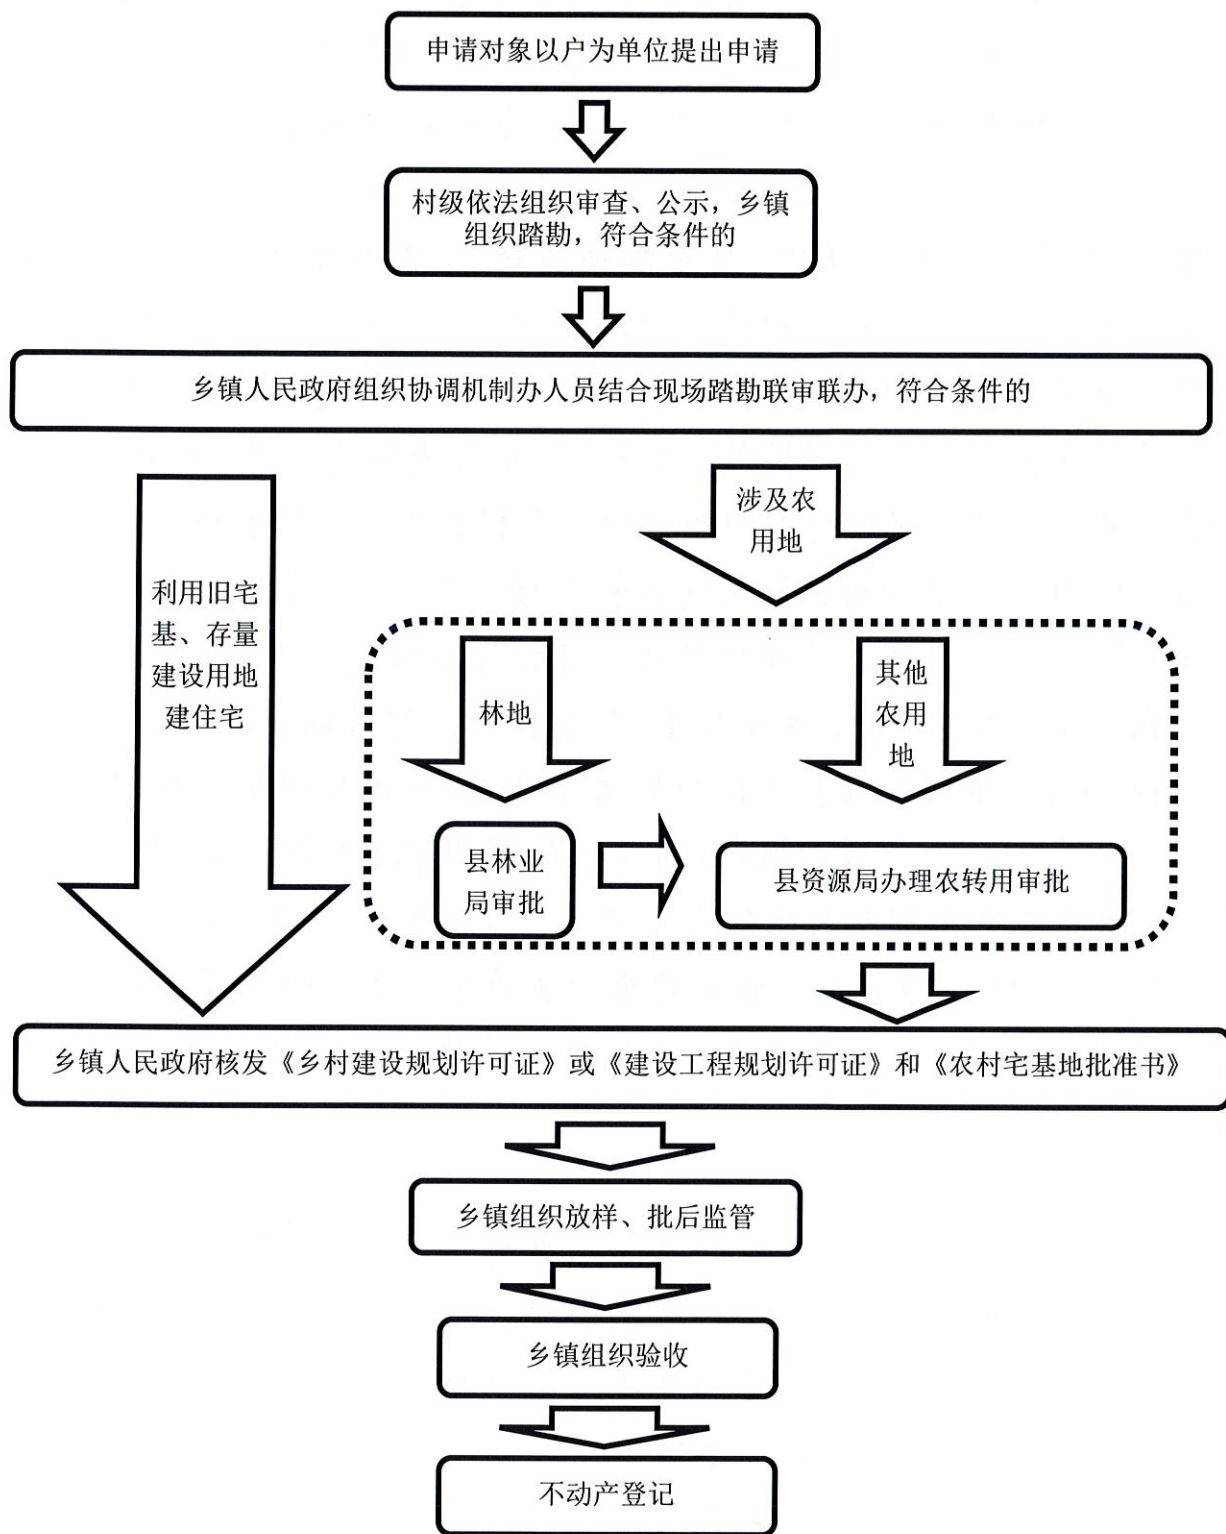 申请对象以户为单位提出申请
村级依法组织审查、公示，乡镇
组织踏勘，符合条件的
乡镇人民政府组织协调机制办人员结合现场踏勘联审联办，符合条件的
利用旧宅
基、存量
建设用地
建住宅
涉及农
用地
林地
其他
农用
地
县林业
局审批
县资源局办理农转用审批
乡镇人民政府核发《乡村建设规划许可证》或《建设工程规划许可证》和《农村宅基地批准书》
乡镇组织放样、批后监管
乡镇组织验收
不动产登记